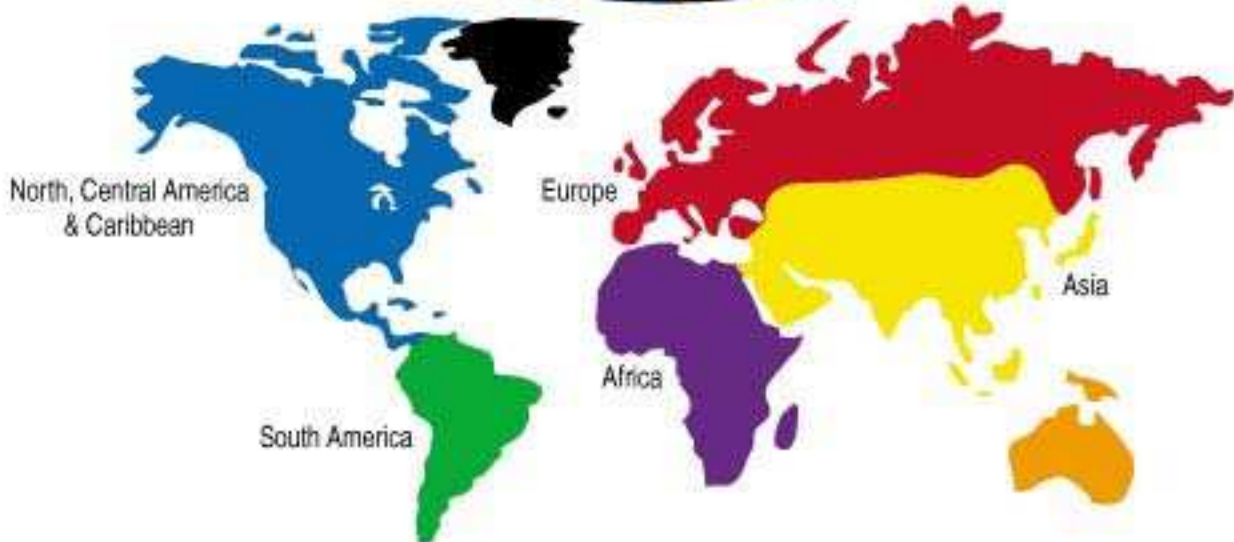 North, Central America
& Caribbean
Europe
Asia
Africa
South America